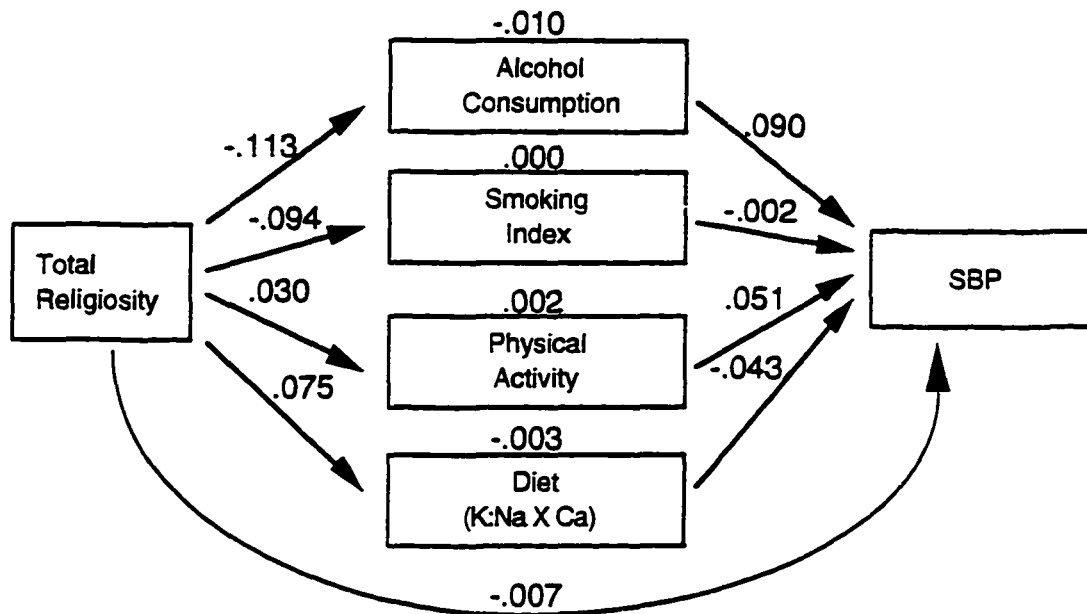 -.010
Alcohol
Consumption
-.113
.090
.000
Smoking
Index
-.094
-.002
Total
Religiosity
SBP
.030
.002
Physical
Activity
.051
-.043
.075
-.003
Diet
(K:Na X Ca)
-.007